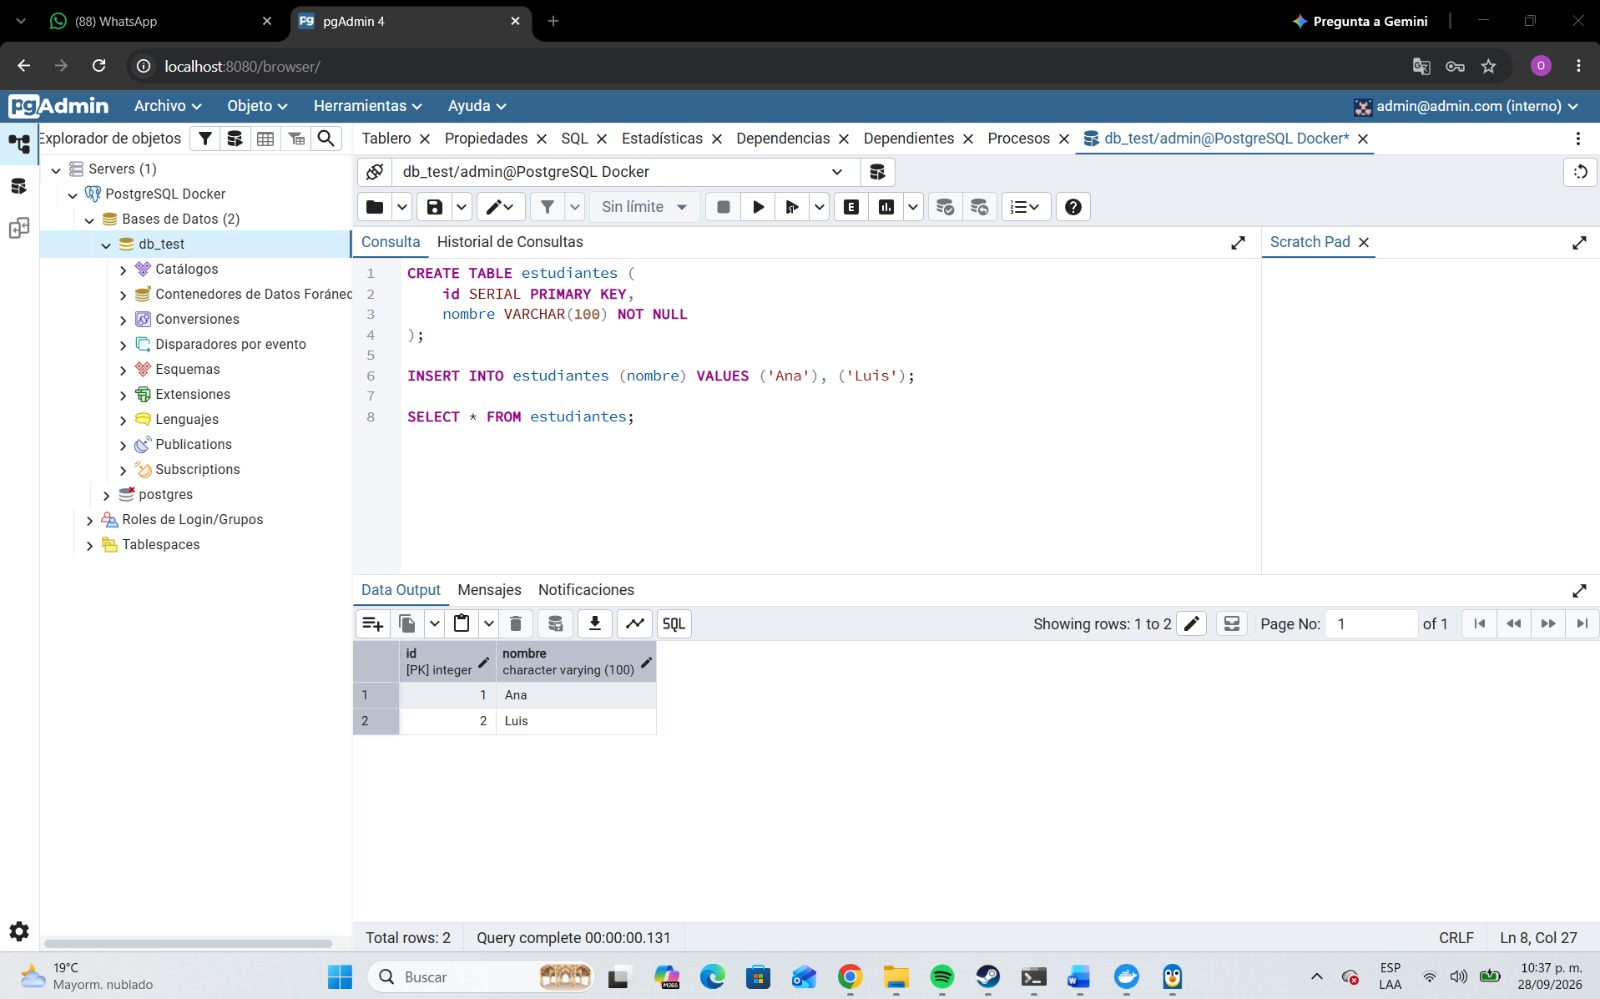 (88) WhatsApp
pgAdmin 4
Pregunta a Gemini
localhost:8080/browser/
O
pgAdmin
Archivo
Objeto
Herramientas
Ayuda
admin@admin.com (interno)
Explorador de objetos
Tablero
Propiedades
SQL
Estadísticas
Dependencias
Dependientes
Procesos
db_test/admin@PostgreSQL Docker*
Servers (1)
PostgreSQL Docker
Bases de Datos (2)
db_test
Catálogos
Contenedores de Datos Foráneo
Conversiones
Disparadores por evento
Esquemas
Extensiones
Lenguajes
Publications
Subscriptions
postgres
Roles de Login/Grupos
Tablespaces
db_test/admin@PostgreSQL Docker
Sin límite
E
Consulta
Historial de Consultas
Scratch Pad
1 CREATE TABLE estudiantes (
2 id SERIAL PRIMARY KEY,
3 nombre VARCHAR(100) NOT NULL
4 );
5
6 INSERT INTO estudiantes (nombre) VALUES ('Ana'), ('Luis');
7
8 SELECT * FROM estudiantes;
Data Output
Mensajes
Notificaciones
SQL
Showing rows: 1 to 2
Page No: 1 of 1
id
[PK] integer
nombre
character varying (100)
1 1 Ana
2 2 Luis
Total rows: 2
Query complete 00:00:00.131
CRLF
Ln 8, Col 27
19°C
Mayorm. nublado
Buscar
M365
ESP
LAA
10:37 p. m.
28/09/2026